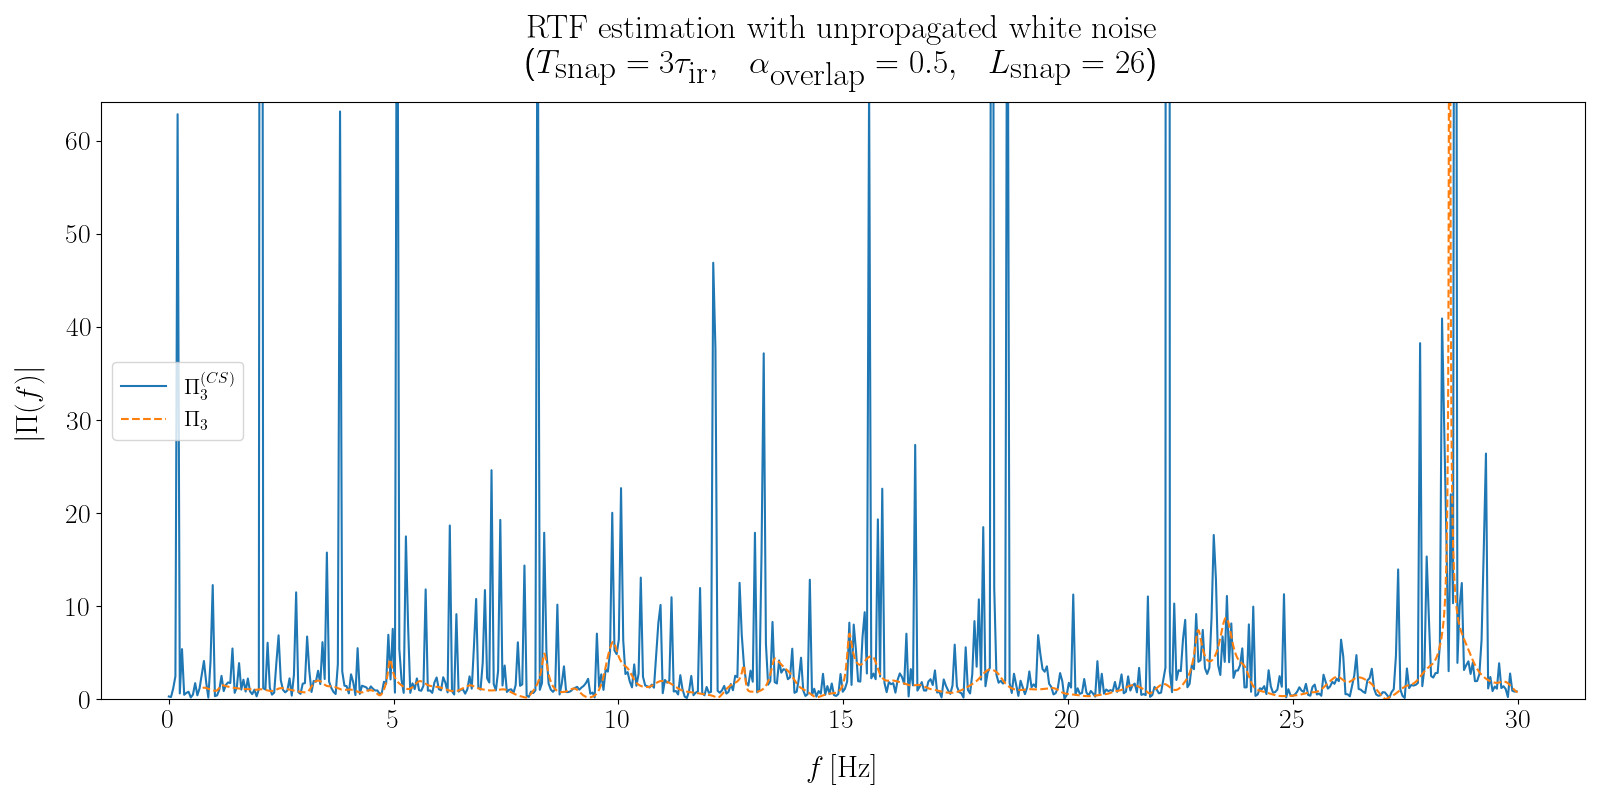 RTF estimation with unpropagated white noise
(T_snap = 3τ_ir, α_overlap = 0.5, L_snap = 26)
60
50
40
30
20
10
0
|Π(f)|
Π_3^(CS)
Π_3
0 5 10 15 20 25 30
f [Hz]